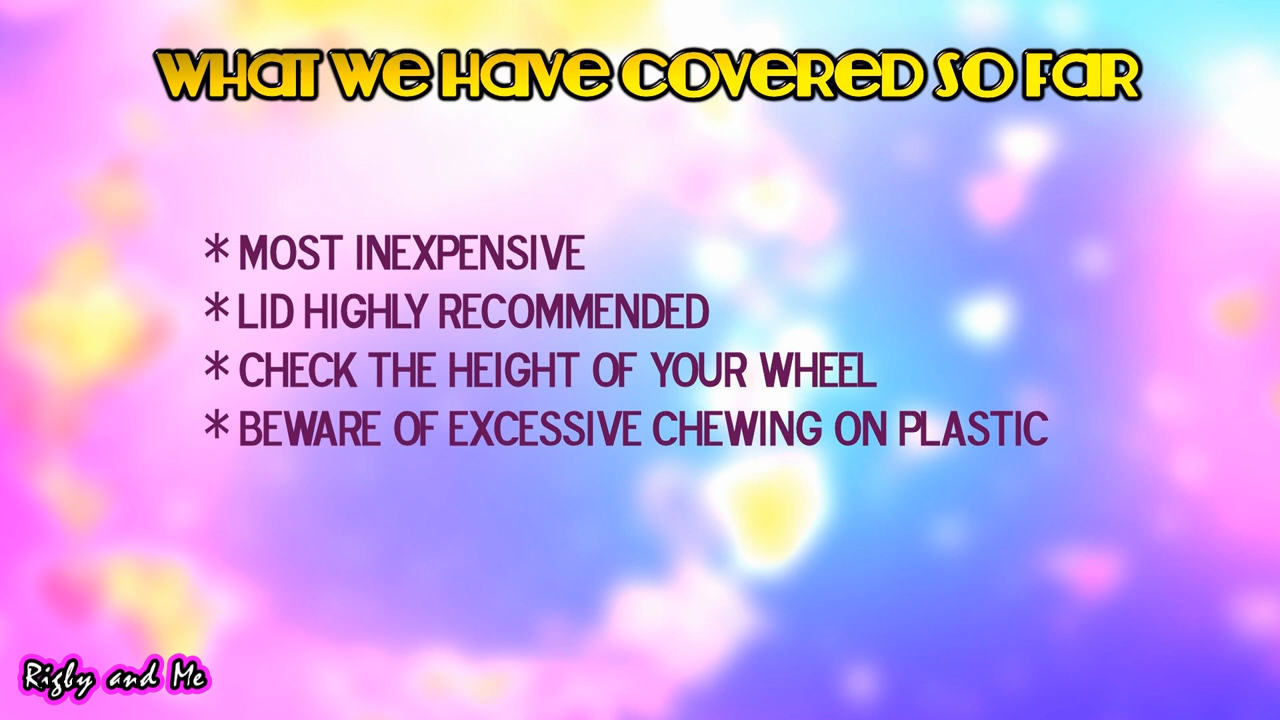 WHAT WE HAVE COVERED SO FAR
* MOST INEXPENSIVE
* LID HIGHLY RECOMMENDED
* CHECK THE HEIGHT OF YOUR WHEEL
* BEWARE OF EXCESSIVE CHEWING ON PLASTIC
Rigby and Me